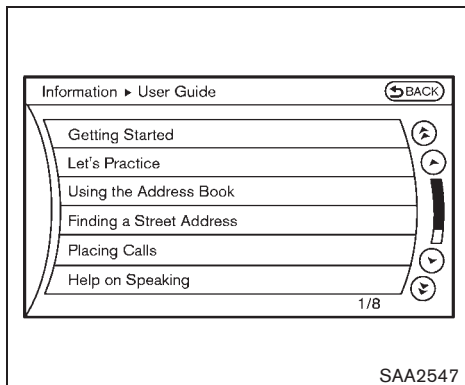 Information ▸ User Guide
BACK
Getting Started
Let's Practice
Using the Address Book
Finding a Street Address
Placing Calls
Help on Speaking
1/8
SAA2547